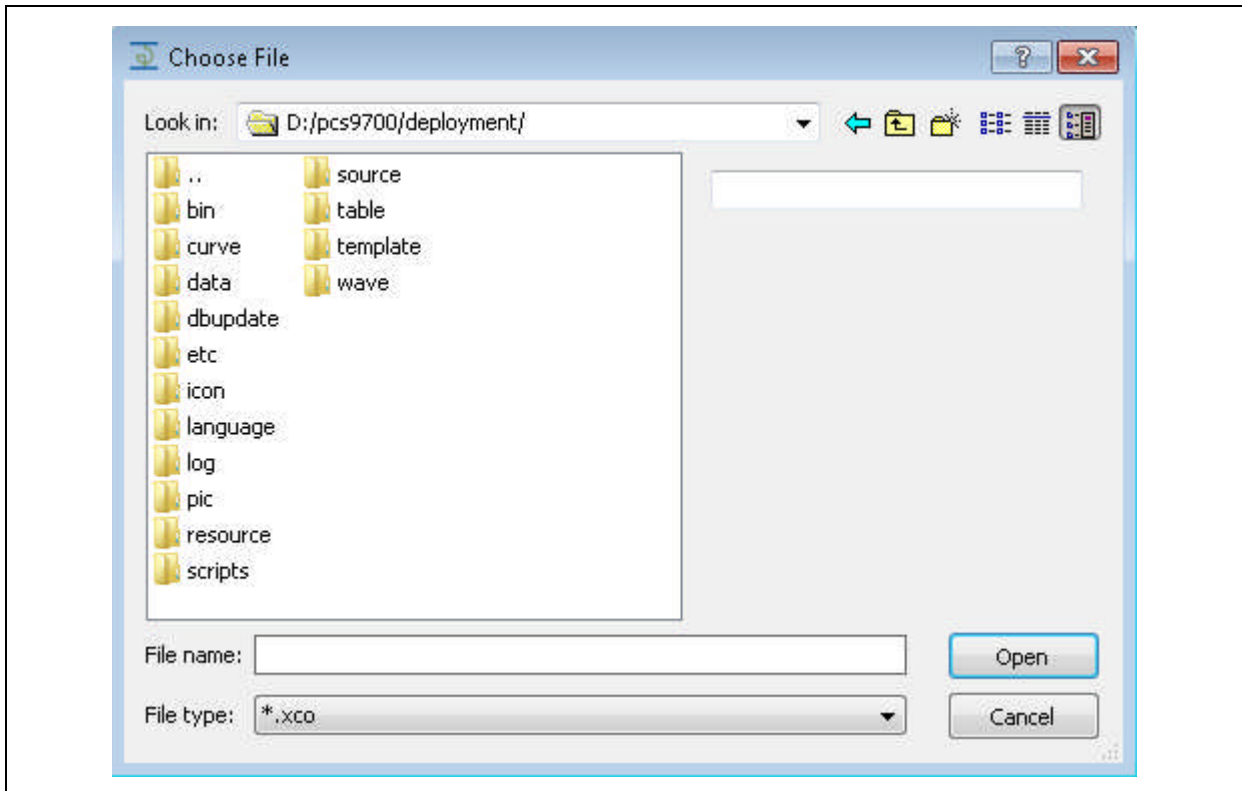 Choose File
Look in: D:/pcs9700/deployment/
.. source
bin table
curve template
data wave
dbupdate
etc
icon
language
log
pic
resource
scripts
File name: Open
File type: *.xco Cancel